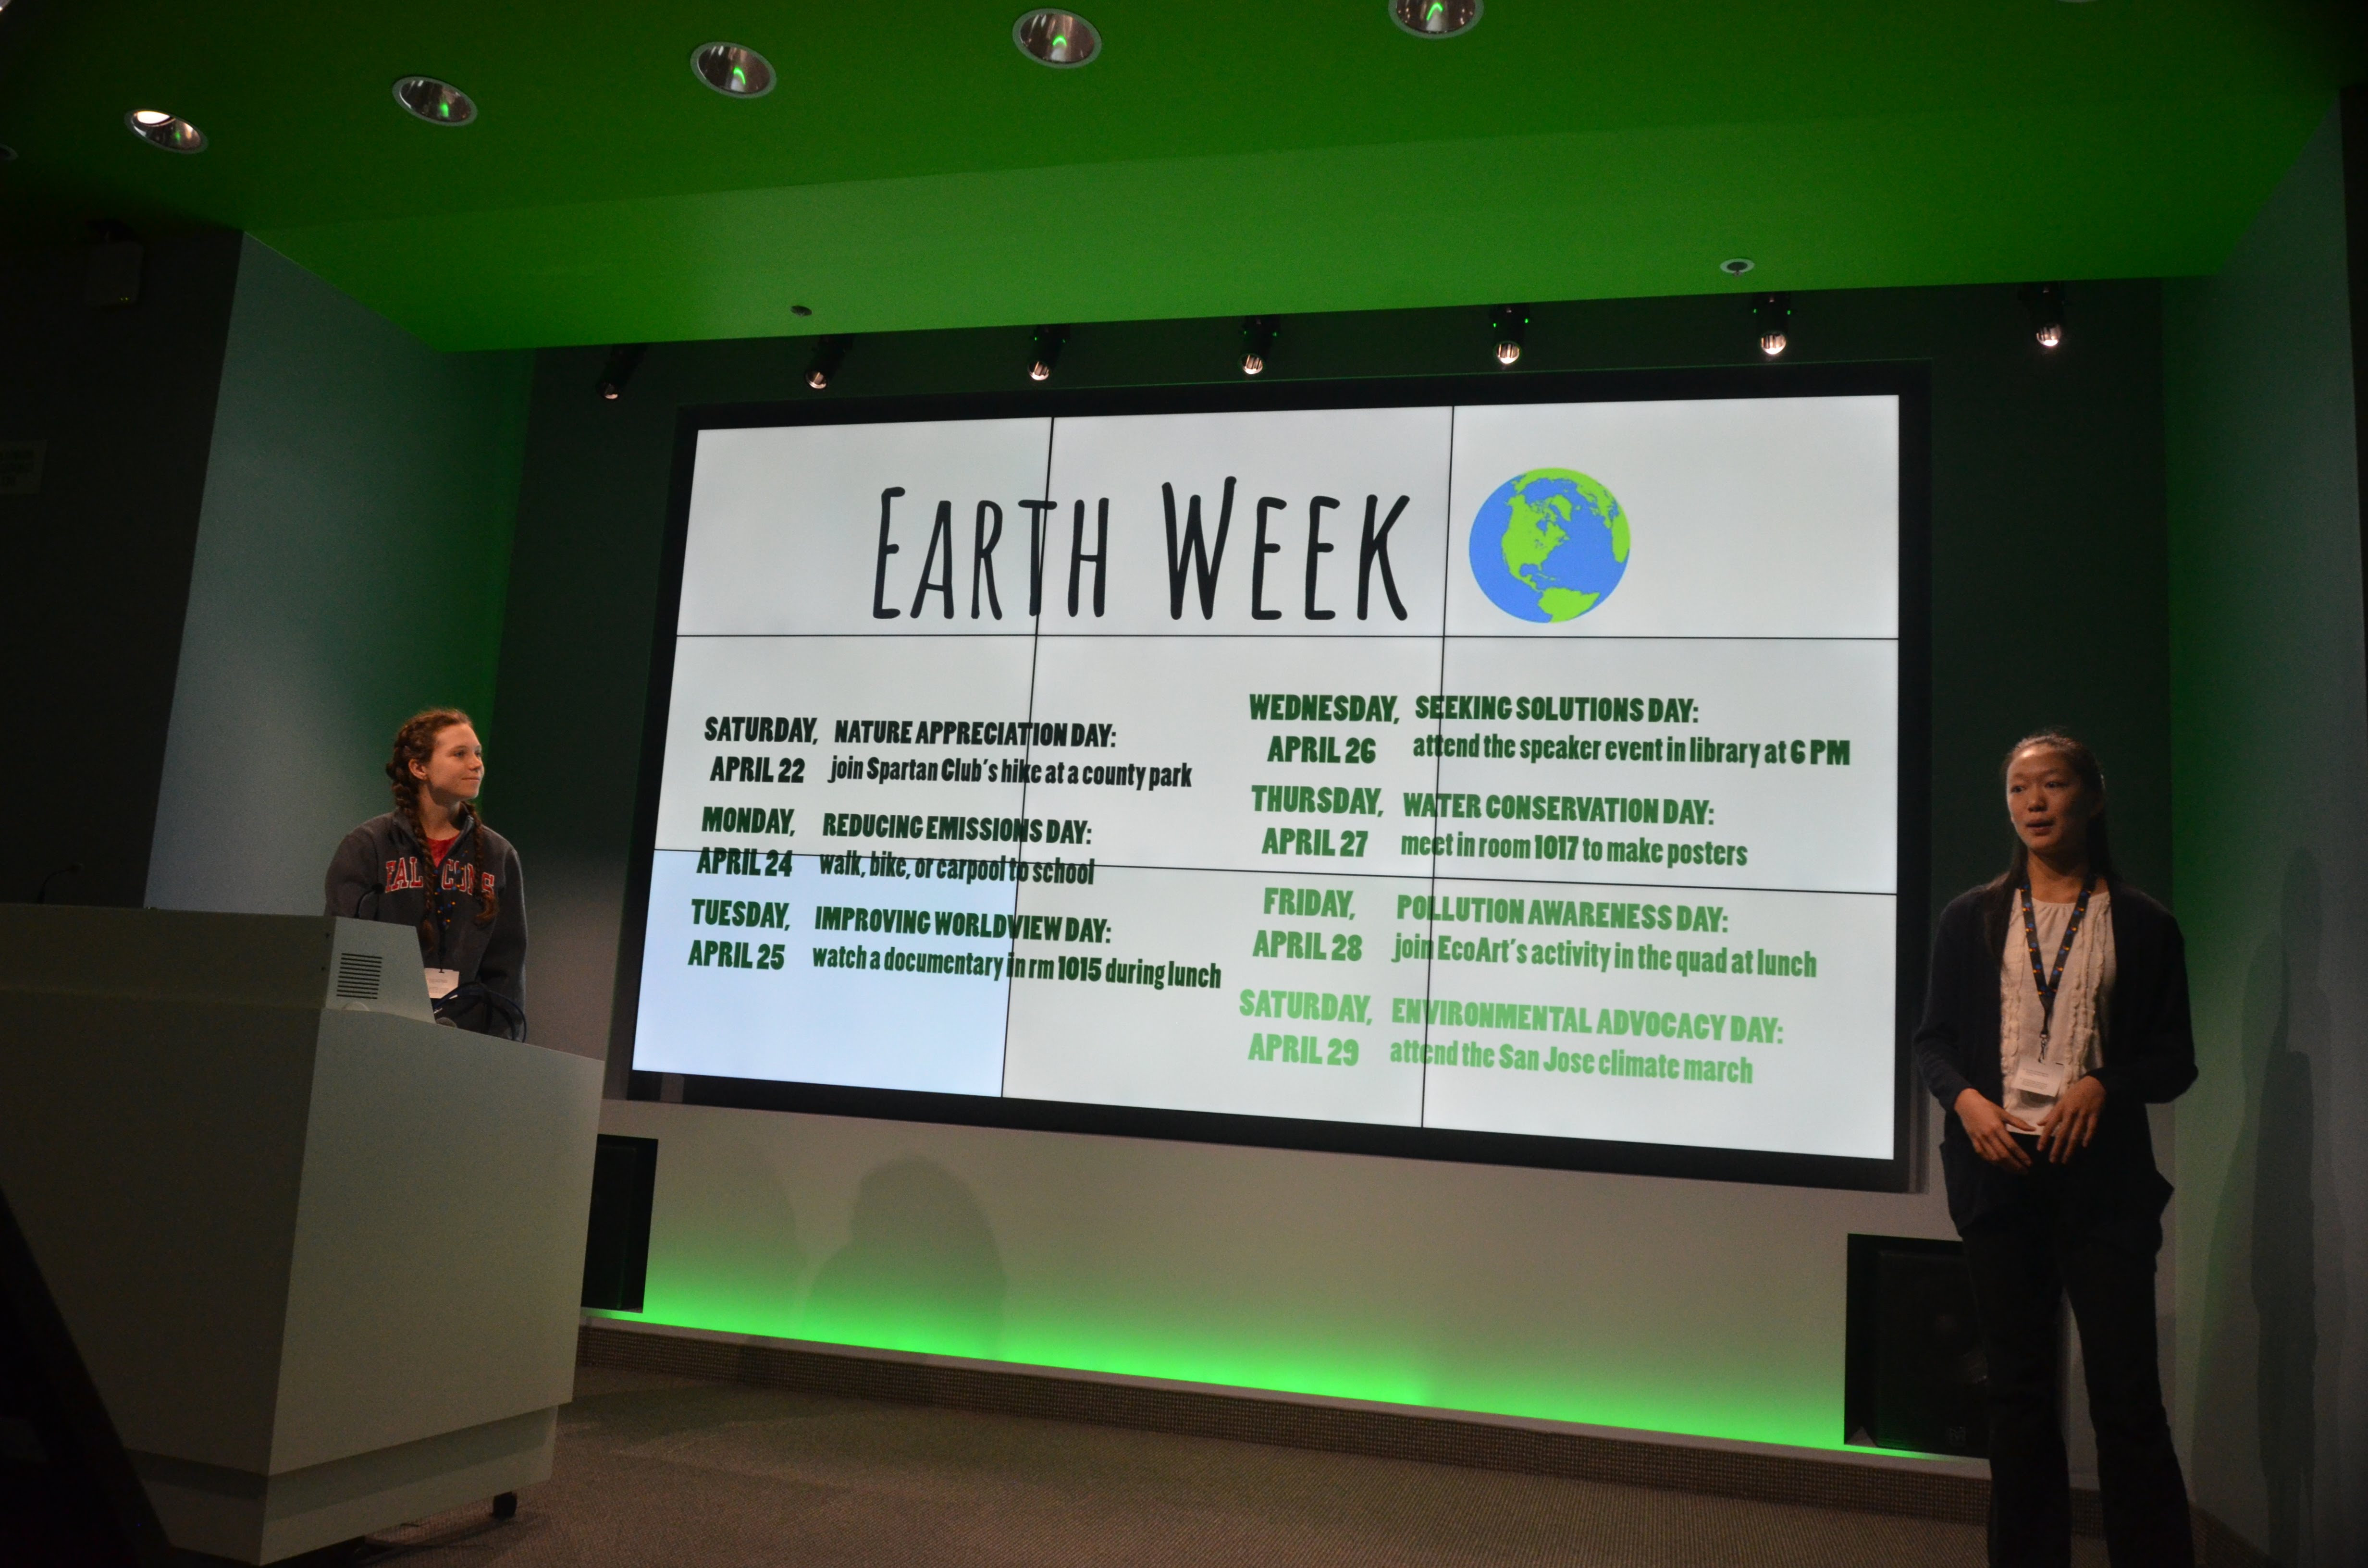 EARTH WEEK
SATURDAY, NATURE APPRECIATION DAY:
APRIL 22 join Spartan Club's hike at a county park
MONDAY, REDUCING EMISSIONS DAY:
APRIL 24 walk, bike, or carpool to school
TUESDAY, IMPROVING WORLDVIEW DAY:
APRIL 25 watch a documentary in rm 1015 during lunch
WEDNESDAY, SEEKING SOLUTIONS DAY:
APRIL 26 attend the speaker event in library at 6 PM
THURSDAY, WATER CONSERVATION DAY:
APRIL 27 meet in room 1017 to make posters
FRIDAY, POLLUTION AWARENESS DAY:
APRIL 28 join EcoArt's activity in the quad at lunch
SATURDAY, ENVIRONMENTAL ADVOCACY DAY:
APRIL 29 attend the San Jose climate march
FALCONS